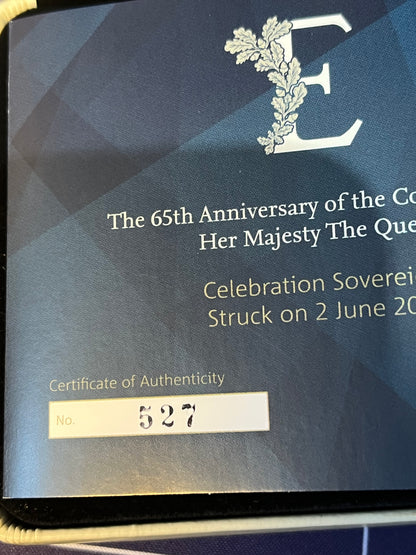 E
The 65th Anniversary of the Co
Her Majesty The Que
Celebration Soverei
Struck on 2 June 20
Certificate of Authenticity
No. 527